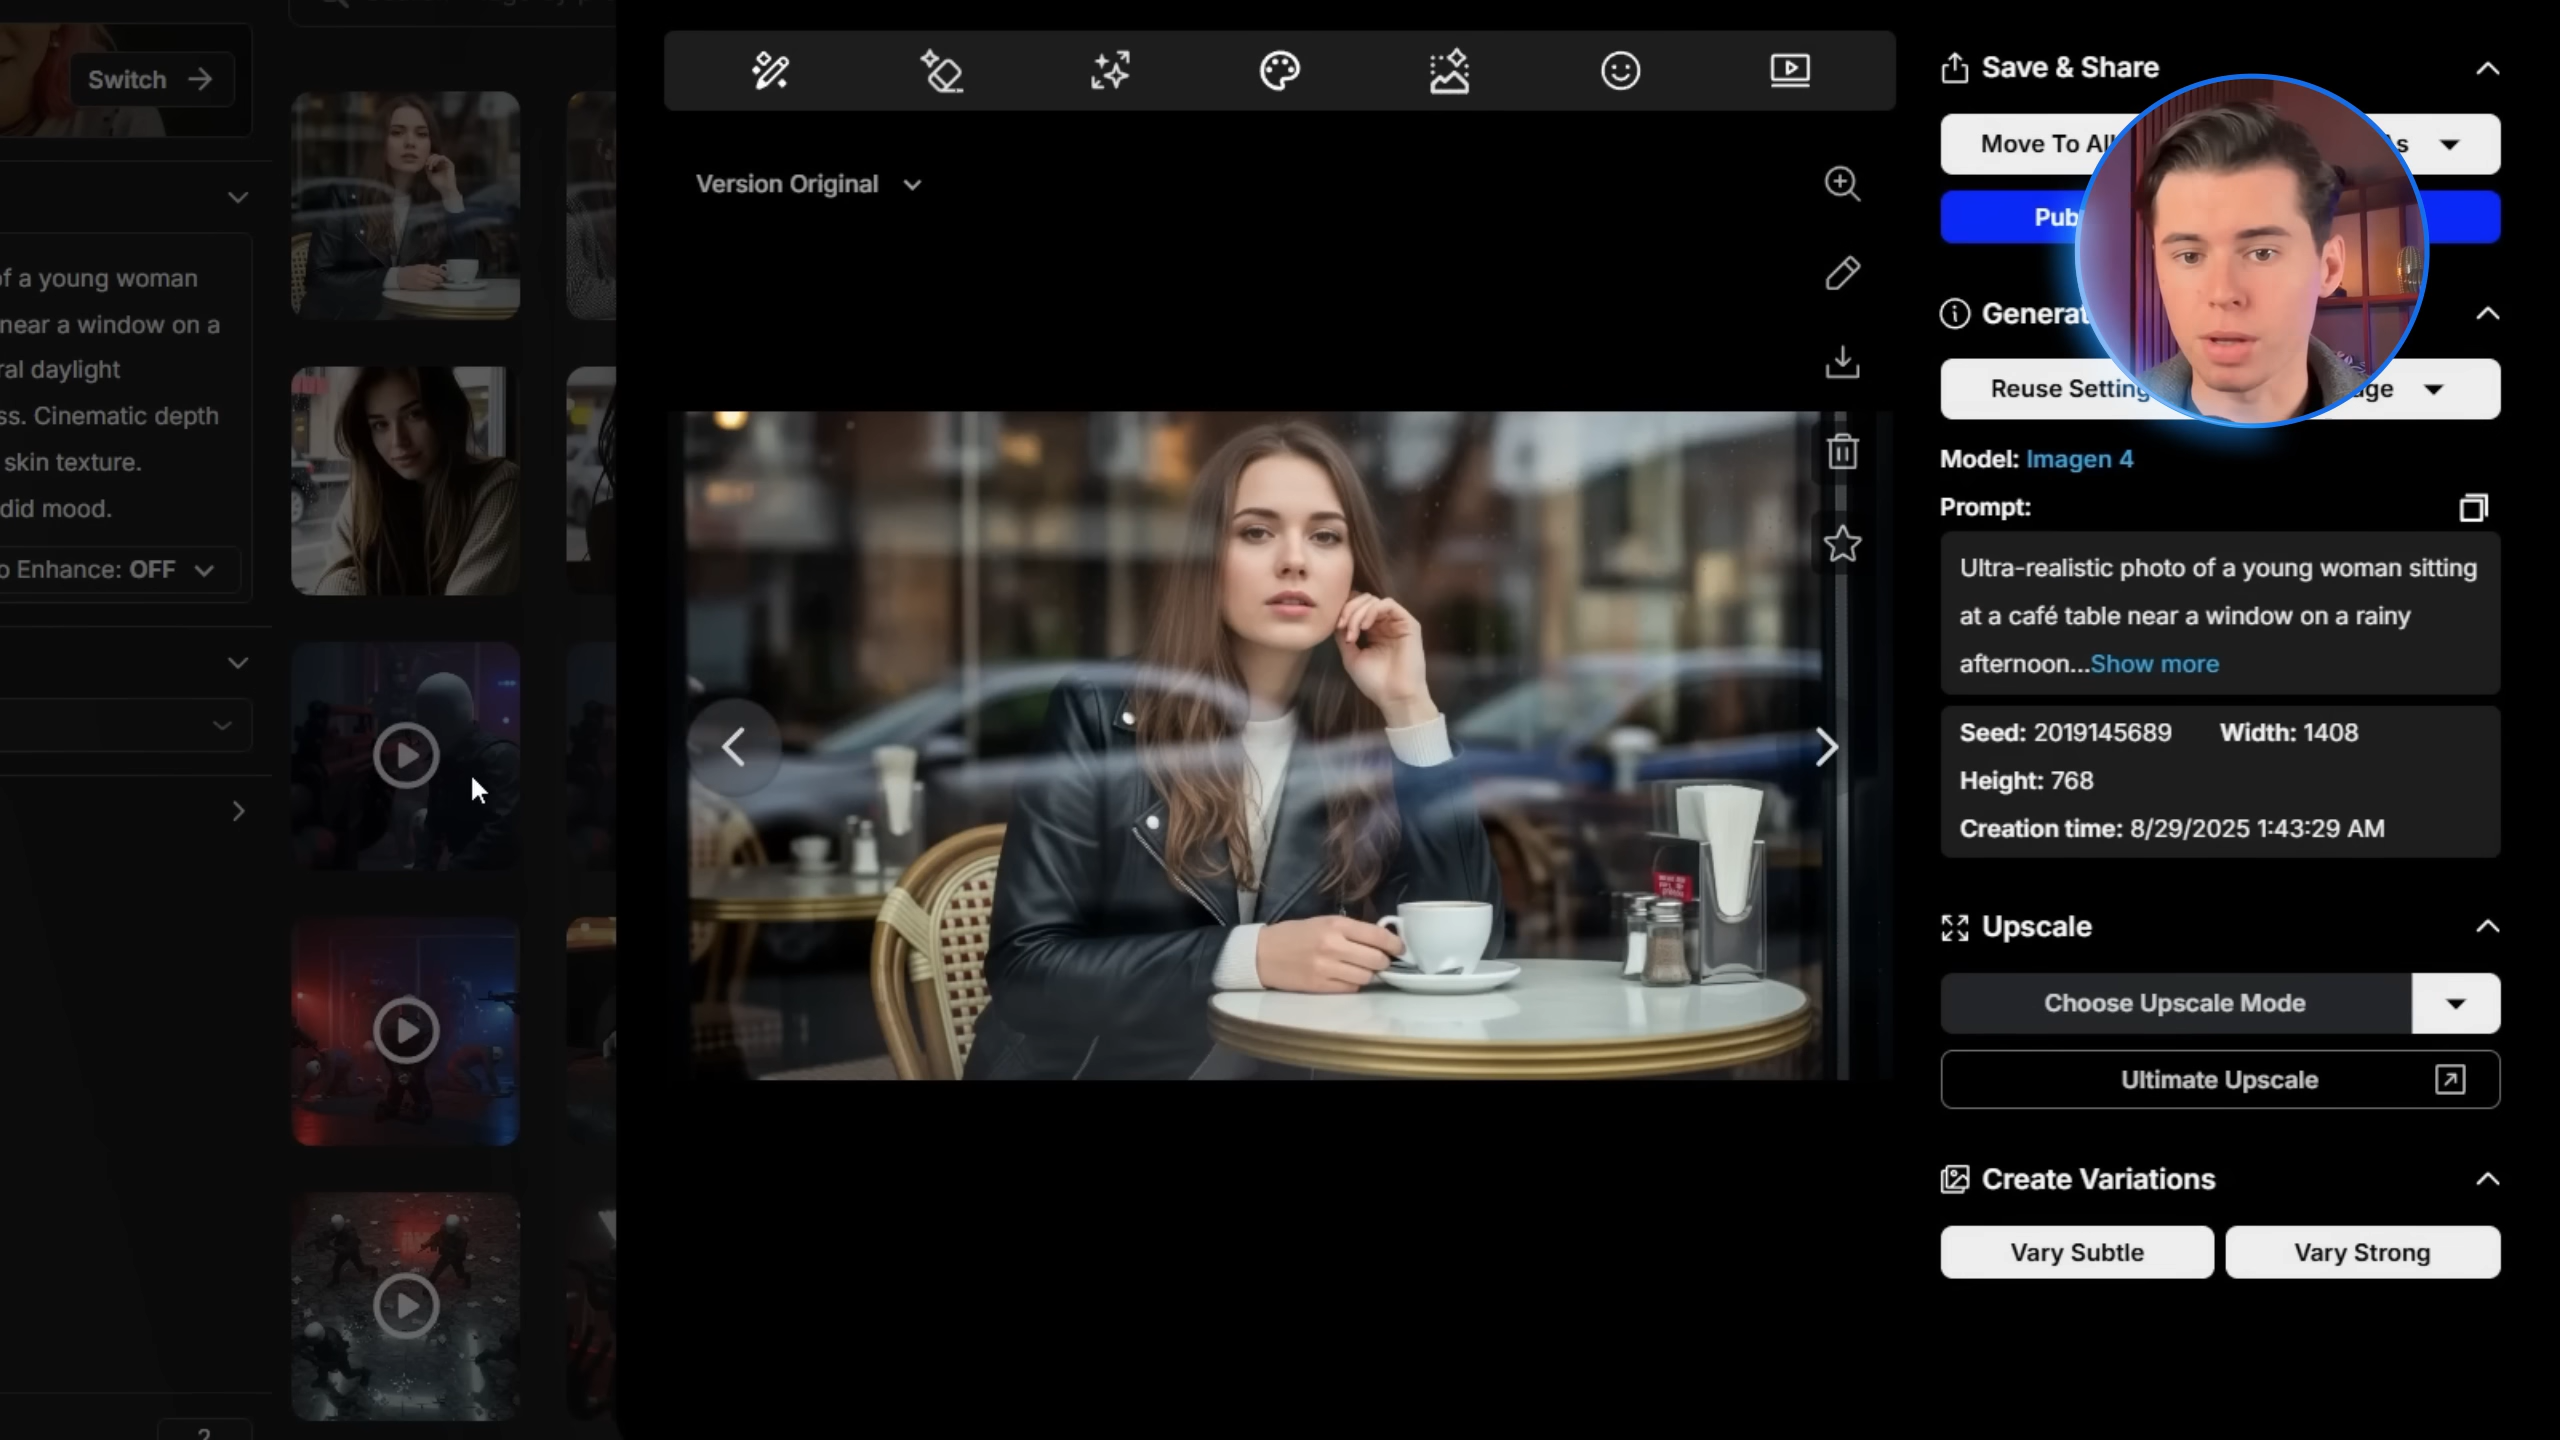 Switch
of a young woman
near a window on a
ral daylight
ss. Cinematic depth
skin texture.
did mood.
o Enhance: OFF
2
Version Original
Save & Share
Move To All
s
Pub
Generat
Reuse Setting
ge
Model: Imagen 4
Prompt:
Ultra-realistic photo of a young woman sitting
at a café table near a window on a rainy
afternoon...Show more
Seed: 2019145689 Width: 1408
Height: 768
Creation time: 8/29/2025 1:43:29 AM
Upscale
Choose Upscale Mode
Ultimate Upscale
Create Variations
Vary Subtle
Vary Strong